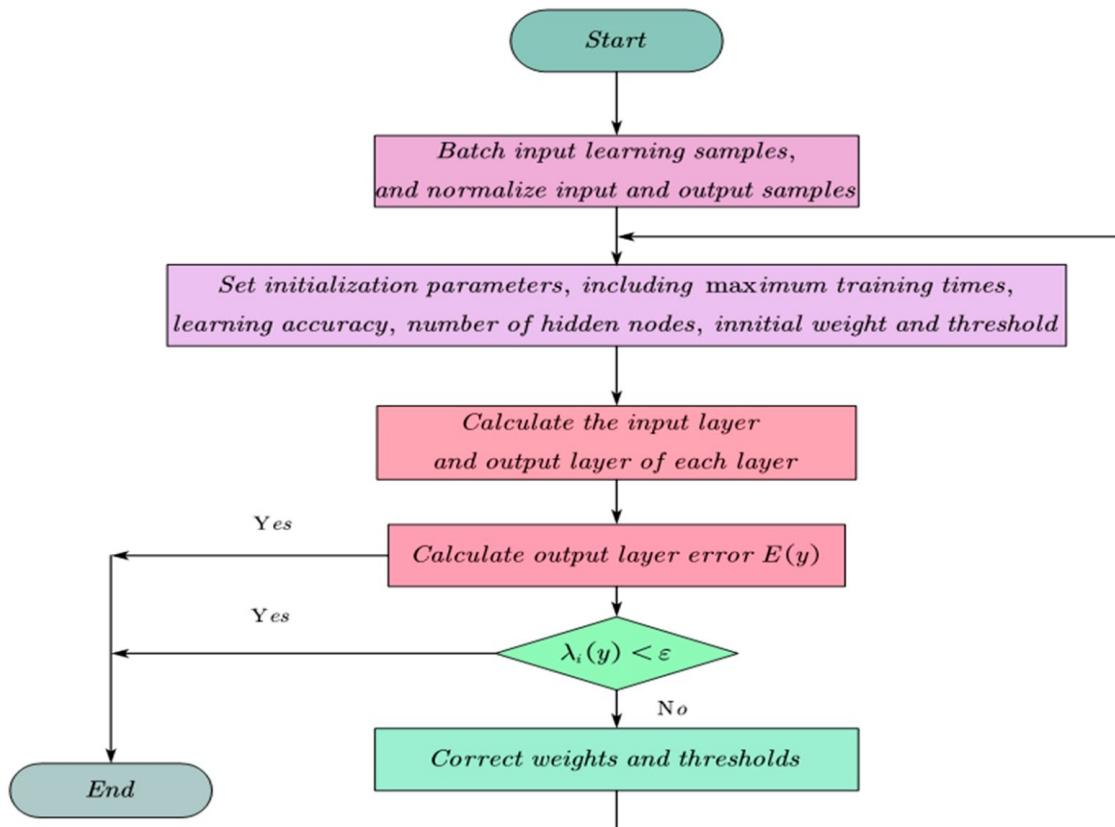 Start
Batch input learning samples,
and normalize input and output samples
Set initialization parameters, including maximum training times,
learning accuracy, number of hidden nodes, innitial weight and threshold
Calculate the input layer
and output layer of each layer
Yes
Calculate output layer error E(y)
Yes
λᵢ(y) < ε
No
Correct weights and thresholds
End